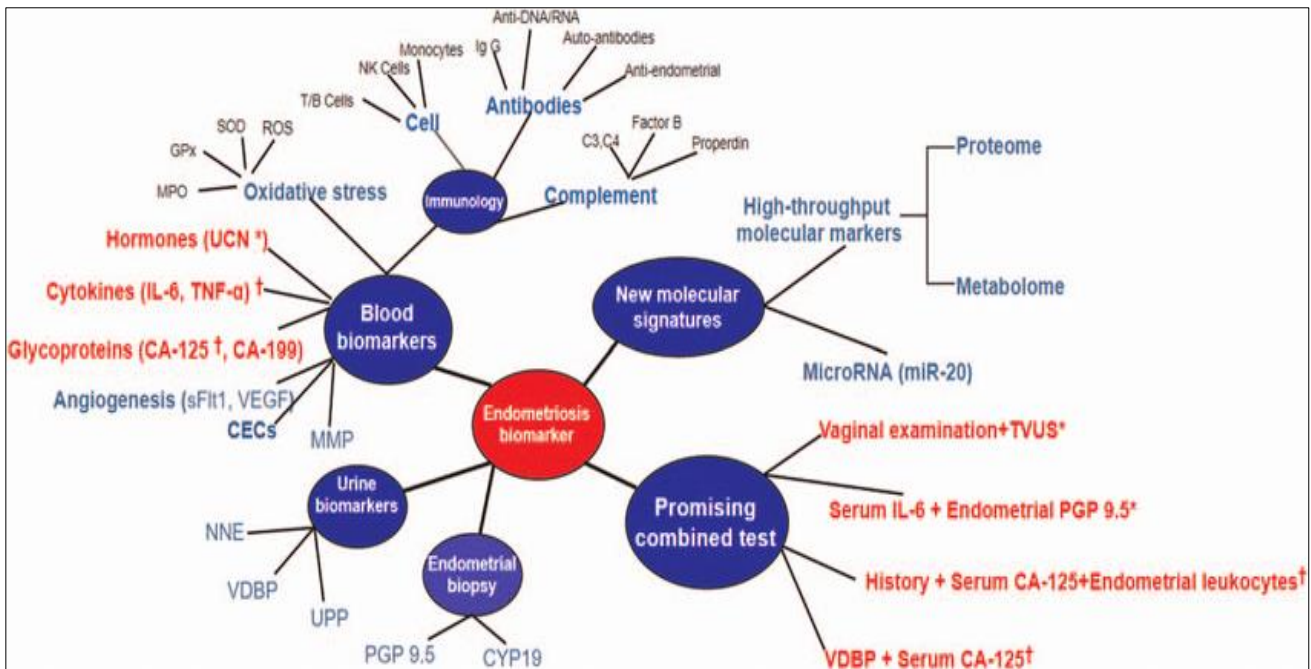 Anti-DNA/RNA
Ig G
Auto-antibodies
Monocytes
NK Cells
Anti-endometrial
T/B Cells
Antibodies
Cell
SOD
ROS
GPx
MPO
Oxidative stress
C3,C4
Factor B
Properdin
Immunology
Complement
Proteome
High-throughput
molecular markers
Metabolome
Hormones (UCN *)
Cytokines (IL-6, TNF-α) †
Glycoproteins (CA-125 †, CA-199)
Angiogenesis (sFlt1, VEGF)
CECs
MMP
Blood
biomarkers
New molecular
signatures
MicroRNA (miR-20)
Endometriosis
biomarker
Vaginal examination+TVUS*
Serum IL-6 + Endometrial PGP 9.5*
Promising
combined test
History + Serum CA-125+Endometrial leukocytes†
VDBP + Serum CA-125†
Urine
biomarkers
NNE
VDBP
UPP
Endometrial
biopsy
PGP 9.5
CYP19